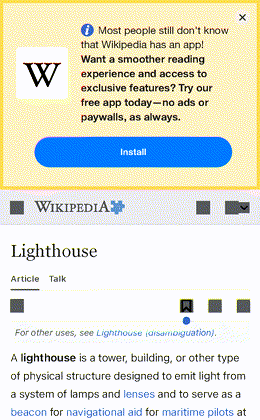 Most people still don't know
that Wikipedia has an app!
Want a smoother reading
experience and access to
exclusive features? Try our
free app today—no ads or
paywalls, as always.
W
Install
WIKIPEDIA
Lighthouse
Article Talk
For other uses, see Lighthouse (disambiguation).
A lighthouse is a tower, building, or other type
of physical structure designed to emit light from
a system of lamps and lenses and to serve as a
beacon for navigational aid for maritime pilots at